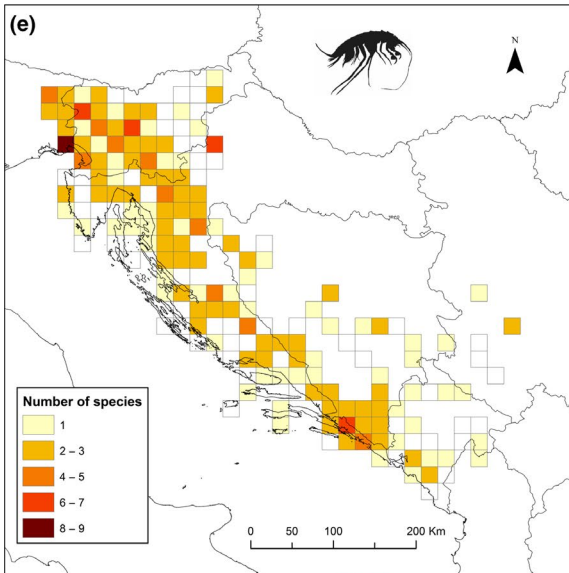 (e)
N
Number of species
1
2 – 3
4 – 5
6 – 7
8 – 9
0 50 100 200 Km